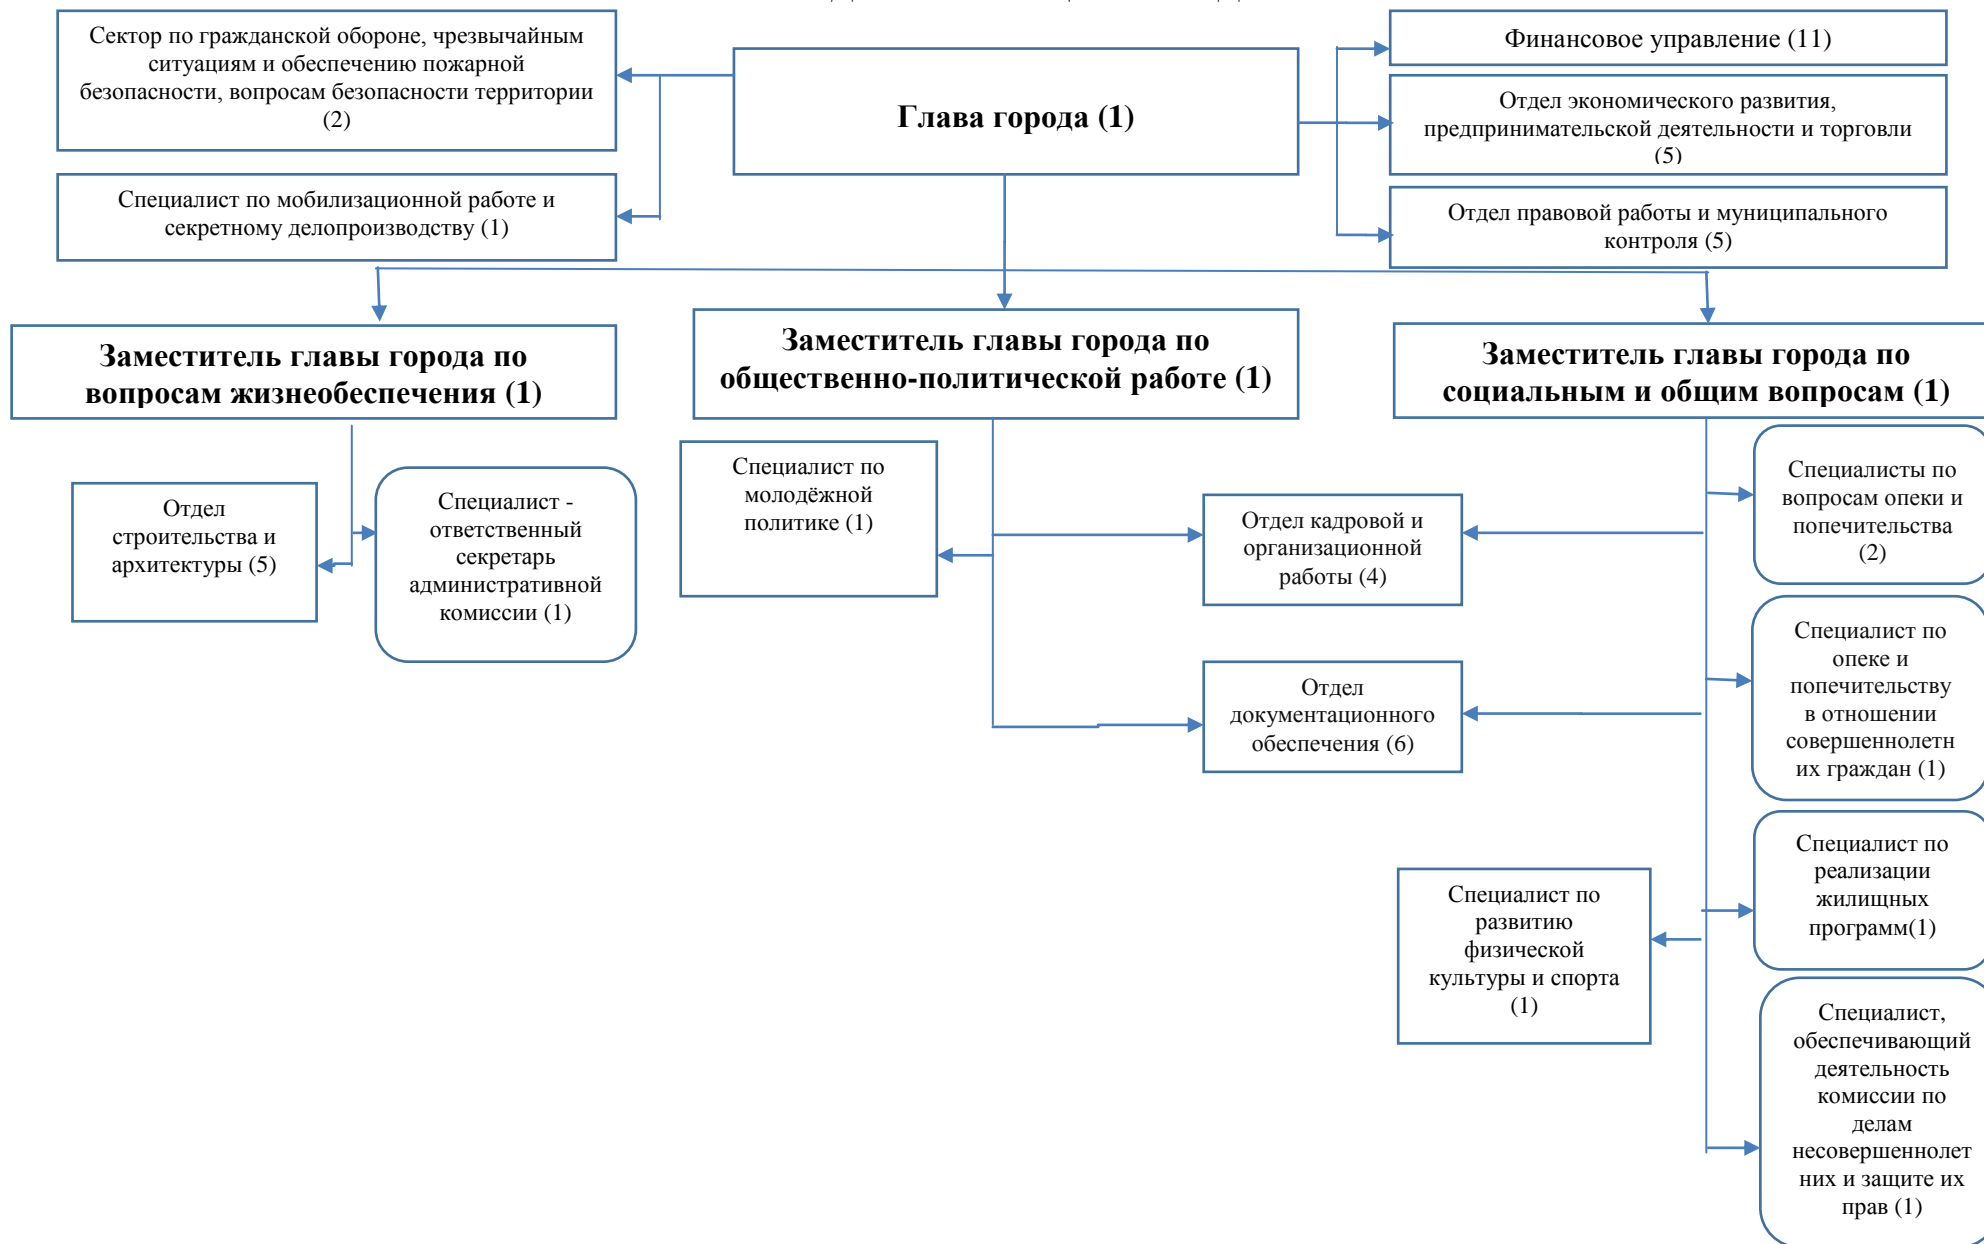 Сектор по гражданской обороне, чрезвычайным
ситуациям и обеспечению пожарной
безопасности, вопросам безопасности территории
(2)
Специалист по мобилизационной работе и
секретному делопроизводству (1)
Глава города (1)
Финансовое управление (11)
Отдел экономического развития,
предпринимательской деятельности и торговли
(5)
Отдел правовой работы и муниципального
контроля (5)
Заместитель главы города по
вопросам жизнеобеспечения (1)
Заместитель главы города по
общественно-политической работе (1)
Заместитель главы города по
социальным и общим вопросам (1)
Отдел
строительства и
архитектуры (5)
Специалист -
ответственный
секретарь
административной
комиссии (1)
Специалист по
молодёжной
политике (1)
Отдел кадровой и
организационной
работы (4)
Отдел
документационного
обеспечения (6)
Специалисты по
вопросам опеки и
попечительства
(2)
Специалист по
опеке и
попечительству
в отношении
совершеннолетн
их граждан (1)
Специалист по
реализации
жилищных
программ(1)
Специалист по
развитию
физической
культуры и спорта
(1)
Специалист,
обеспечивающий
деятельность
комиссии по
делам
несовершеннолет
них и защите их
прав (1)